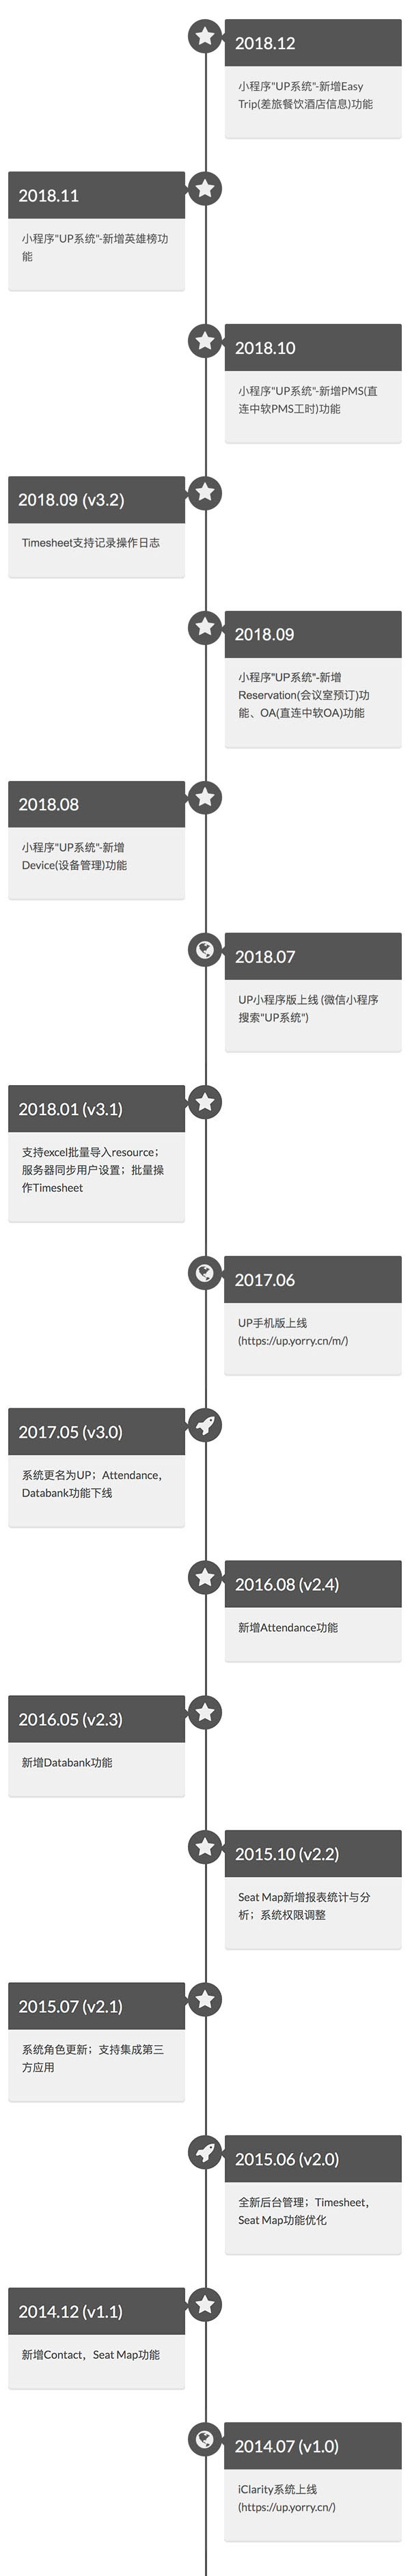 2018.12
小程序"UP系统"-新增Easy
Trip(差旅餐饮酒店信息)功能
2018.11
小程序"UP系统"-新增英雄榜功
能
2018.10
小程序"UP系统"-新增PMS(直
连中软PMS工时)功能
2018.09 (v3.2)
Timesheet支持记录操作日志
2018.09
小程序"UP系统"-新增
Reservation(会议室预订)功
能、OA(直连中软OA)功能
2018.08
小程序"UP系统"-新增
Device(设备管理)功能
2018.07
UP小程序版上线 (微信小程序
搜索"UP系统")
2018.01 (v3.1)
支持excel批量导入resource；
服务器同步用户设置；批量操
作Timesheet
2017.06
UP手机版上线
(https://up.yorry.cn/m/)
2017.05 (v3.0)
系统更名为UP；Attendance，
Databank功能下线
2016.08 (v2.4)
新增Attendance功能
2016.05 (v2.3)
新增Databank功能
2015.10 (v2.2)
Seat Map新增报表统计与分
析；系统权限调整
2015.07 (v2.1)
系统角色更新；支持集成第三
方应用
2015.06 (v2.0)
全新后台管理；Timesheet，
Seat Map功能优化
2014.12 (v1.1)
新增Contact，Seat Map功能
2014.07 (v1.0)
iClarity系统上线
(https://up.yorry.cn/)